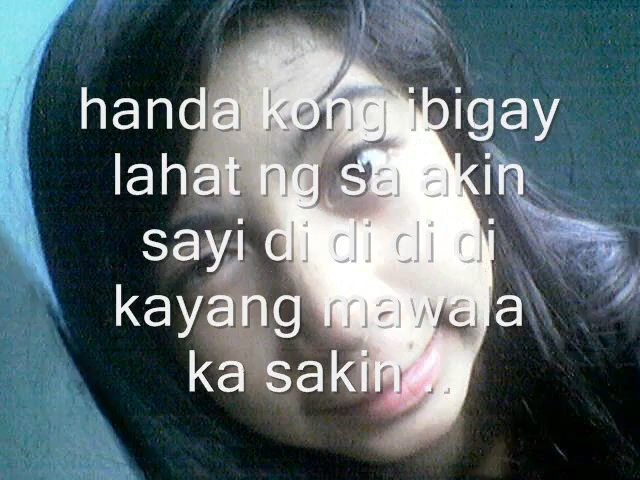 handa kong ibigay
lahat ng sa akin
sayi di di di di
kayang mawala
ka sakin ..